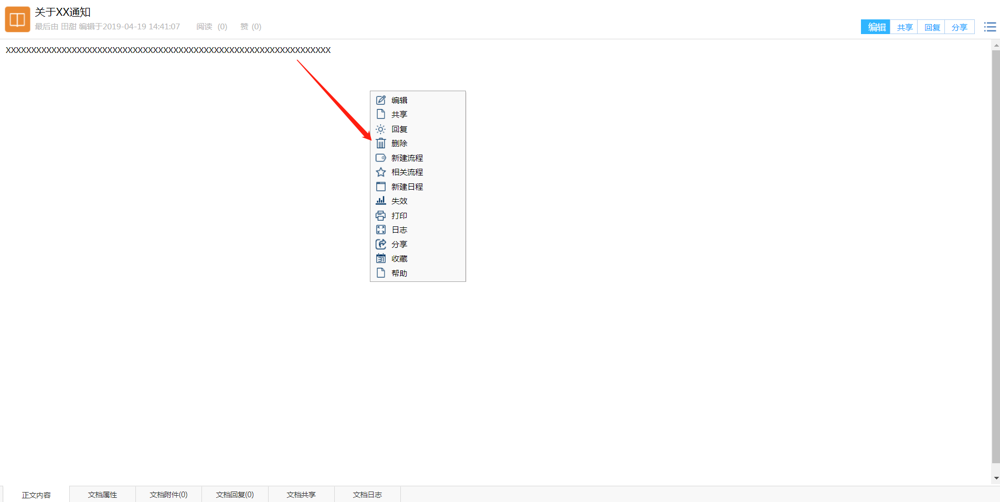 关于XX通知
最后由 田甜 编辑于2019-04-19 14:41:07 阅读 (0) 赞 (0)
编辑 共享 回复 分享
XXXXXXXXXXXXXXXXXXXXXXXXXXXXXXXXXXXXXXXXXXXXXXXXXXXXXXXXXXXXXXXX
编辑
共享
回复
删除
新建流程
相关流程
新建日程
失效
打印
日志
分享
31 收藏
帮助
正文内容 文档属性 文档附件(0) 文档回复(0) 文档共享 文档日志